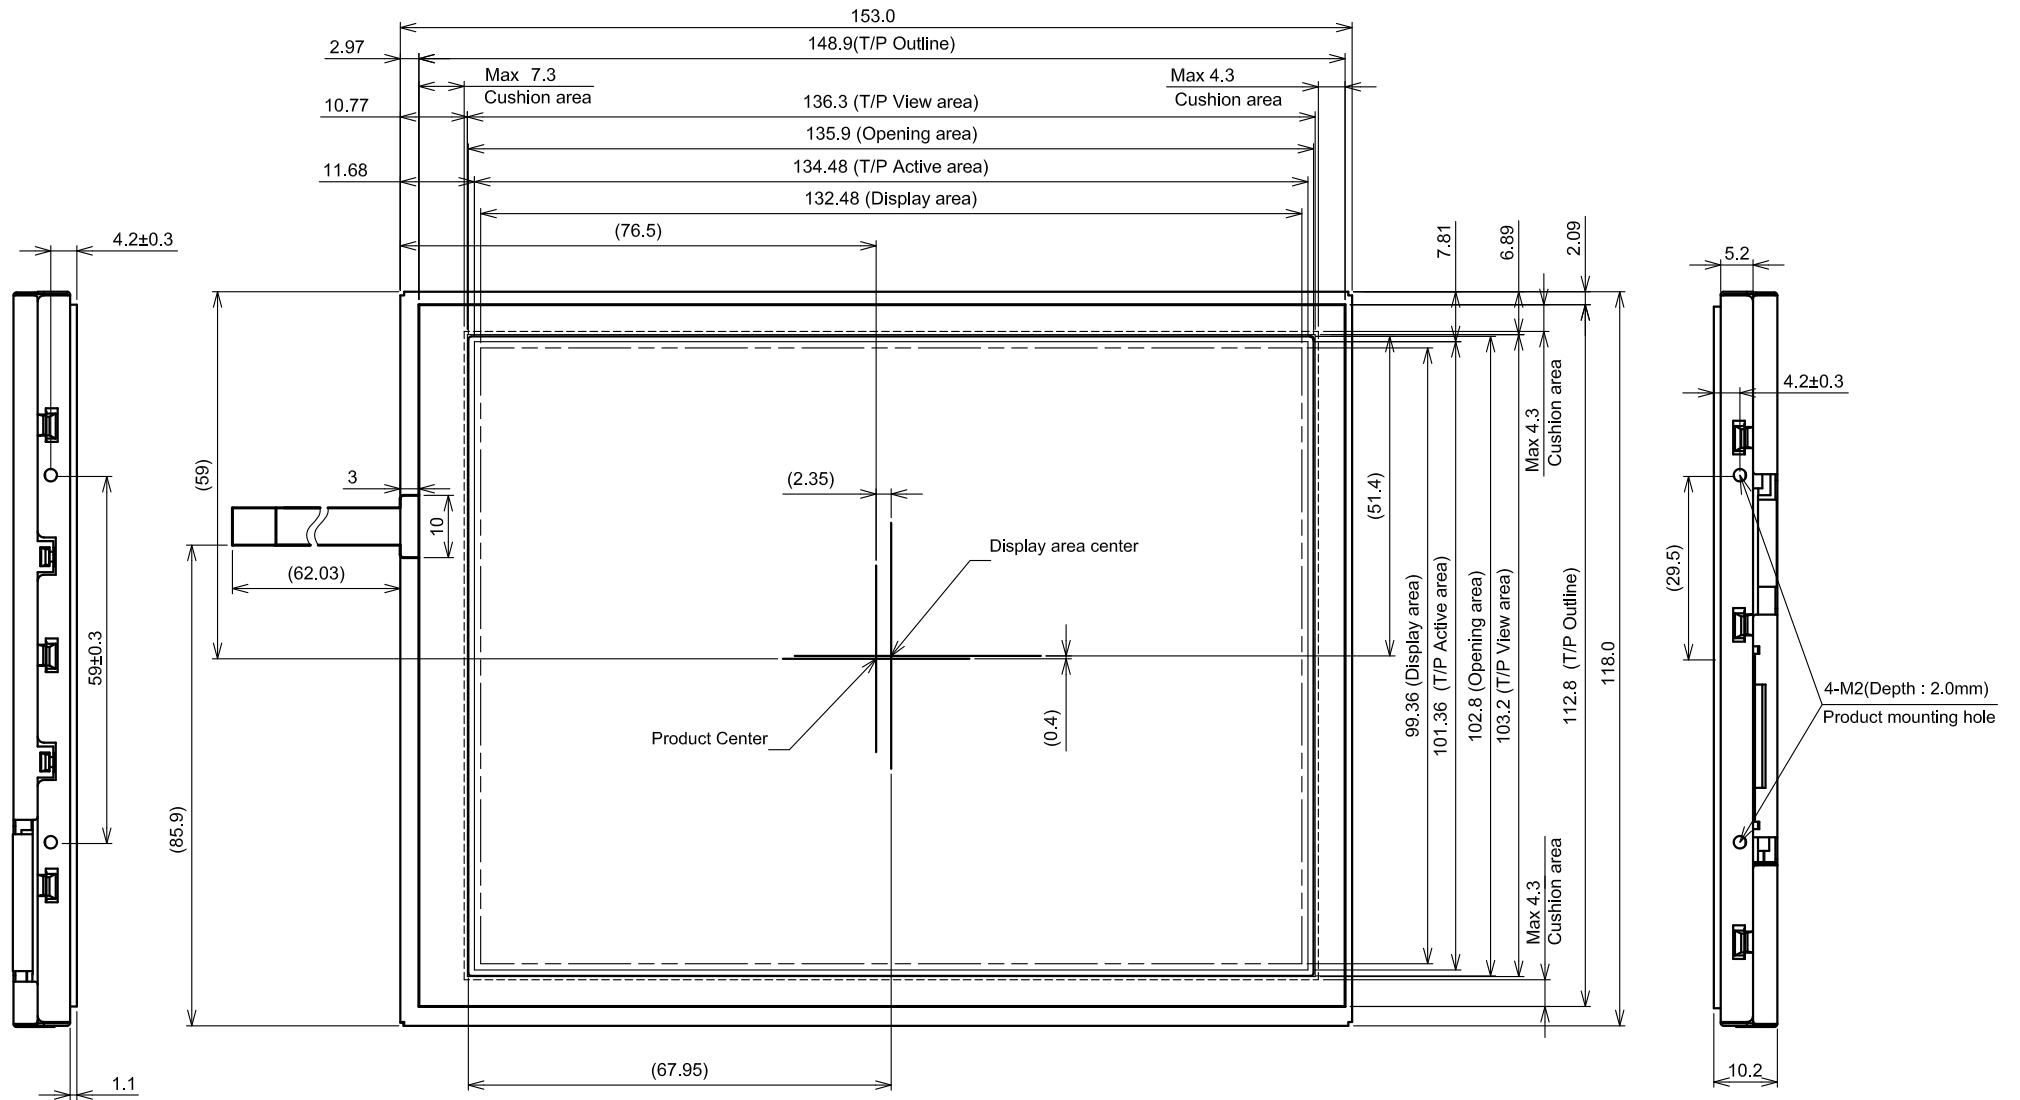 153.0
2.97
148.9(T/P Outline)
Max 7.3
Cushion area
Max 4.3
Cushion area
10.77
136.3 (T/P View area)
135.9 (Opening area)
11.68
134.48 (T/P Active area)
132.48 (Display area)
(76.5)
4.2±0.3
7.81
6.89
2.09
5.2
4.2±0.3
Max 4.3
Cushion area
(59)
3
10
(2.35)
(51.4)
Display area center
(62.03)
(29.5)
59±0.3
99.36 (Display area)
101.36 (T/P Active area)
102.8 (Opening area)
103.2 (T/P View area)
112.8 (T/P Outline)
118.0
4-M2(Depth : 2.0mm)
Product mounting hole
Product Center
(0.4)
(85.9)
Max 4.3
Cushion area
(67.95)
1.1
10.2